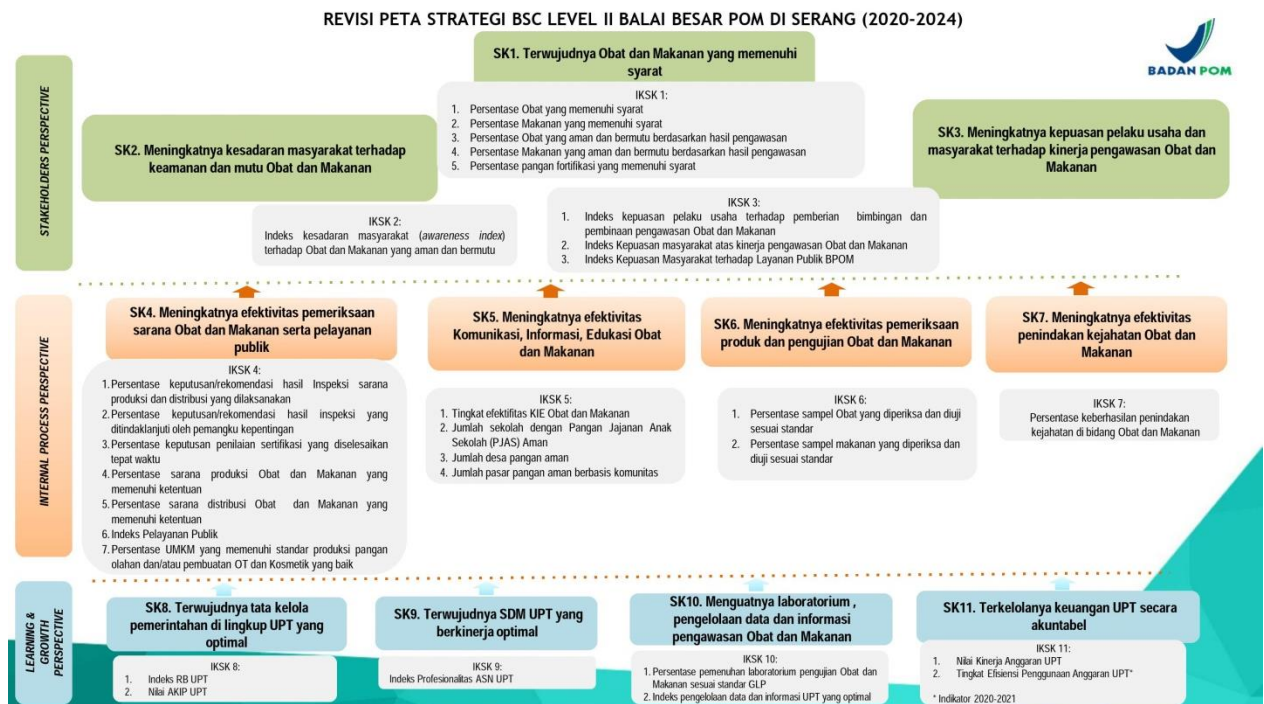 REVISI PETA STRATEGI BSC LEVEL II BALAI BESAR POM DI SERANG (2020-2024)
BADAN POM
STAKEHOLDERS PERSPECTIVE
SK1. Terwujudnya Obat dan Makanan yang memenuhi
syarat
IKSK 1:
1. Persentase Obat yang memenuhi syarat
2. Persentase Makanan yang memenuhi syarat
3. Persentase Obat yang aman dan bermutu berdasarkan hasil pengawasan
4. Persentase Makanan yang aman dan bermutu berdasarkan hasil pengawasan
5. Persentase pangan fortifikasi yang memenuhi syarat
SK2. Meningkatnya kesadaran masyarakat terhadap
keamanan dan mutu Obat dan Makanan
IKSK 2:
Indeks kesadaran masyarakat (awareness index)
terhadap Obat dan Makanan yang aman dan bermutu
SK3. Meningkatnya kepuasan pelaku usaha dan
masyarakat terhadap kinerja pengawasan Obat dan
Makanan
IKSK 3:
1. Indeks kepuasan pelaku usaha terhadap pemberian bimbingan dan
pembinaan pengawasan Obat dan Makanan
2. Indeks Kepuasan masyarakat atas kinerja pengawasan Obat dan Makanan
3. Indeks Kepuasan Masyarakat terhadap Layanan Publik BPOM
INTERNAL PROCESS PERSPECTIVE
SK4. Meningkatnya efektivitas pemeriksaan
sarana Obat dan Makanan serta pelayanan
publik
IKSK 4:
1. Persentase keputusan/rekomendasi hasil Inspeksi sarana
produksi dan distribusi yang dilaksanakan
2. Persentase keputusan/rekomendasi hasil inspeksi yang
ditindaklanjuti oleh pemangku kepentingan
3. Persentase keputusan penilaian sertifikasi yang diselesaikan
tepat waktu
4. Persentase sarana produksi Obat dan Makanan yang
memenuhi ketentuan
5. Persentase sarana distribusi Obat dan Makanan yang
memenuhi ketentuan
6. Indeks Pelayanan Publik
7. Persentase UMKM yang memenuhi standar produksi pangan
olahan dan/atau pembuatan OT dan Kosmetik yang baik
SK5. Meningkatnya efektivitas
Komunikasi, Informasi, Edukasi Obat
dan Makanan
IKSK 5:
1. Tingkat efektifitas KIE Obat dan Makanan
2. Jumlah sekolah dengan Pangan Jajanan Anak
Sekolah (PJAS) Aman
3. Jumlah desa pangan aman
4. Jumlah pasar pangan aman berbasis komunitas
SK6. Meningkatnya efektivitas pemeriksaan
produk dan pengujian Obat dan Makanan
IKSK 6:
1. Persentase sampel Obat yang diperiksa dan diuji
sesuai standar
2. Persentase sampel makanan yang diperiksa dan
diuji sesuai standar
SK7. Meningkatnya efektivitas
penindakan kejahatan Obat dan
Makanan
IKSK 7:
Persentase keberhasilan penindakan
kejahatan di bidang Obat dan Makanan
LEARNING &
GROWTH
PERSPECTIVE
SK8. Terwujudnya tata kelola
pemerintahan di lingkup UPT yang
optimal
IKSK 8:
1. Indeks RB UPT
2. Nilai AKIP UPT
SK9. Terwujudnya SDM UPT yang
berkinerja optimal
IKSK 9:
Indeks Profesionalitas ASN UPT
SK10. Menguatnya laboratorium ,
pengelolaan data dan informasi
pengawasan Obat dan Makanan
IKSK 10:
1. Persentase pemenuhan laboratorium pengujian Obat dan
Makanan sesuai standar GLP
2. Indeks pengelolaan data dan informasi UPT yang optimal
SK11. Terkelolanya keuangan UPT secara
akuntabel
IKSK 11:
1. Nilai Kinerja Anggaran UPT
2. Tingkat Efisiensi Penggunaan Anggaran UPT*
* Indikator 2020-2021